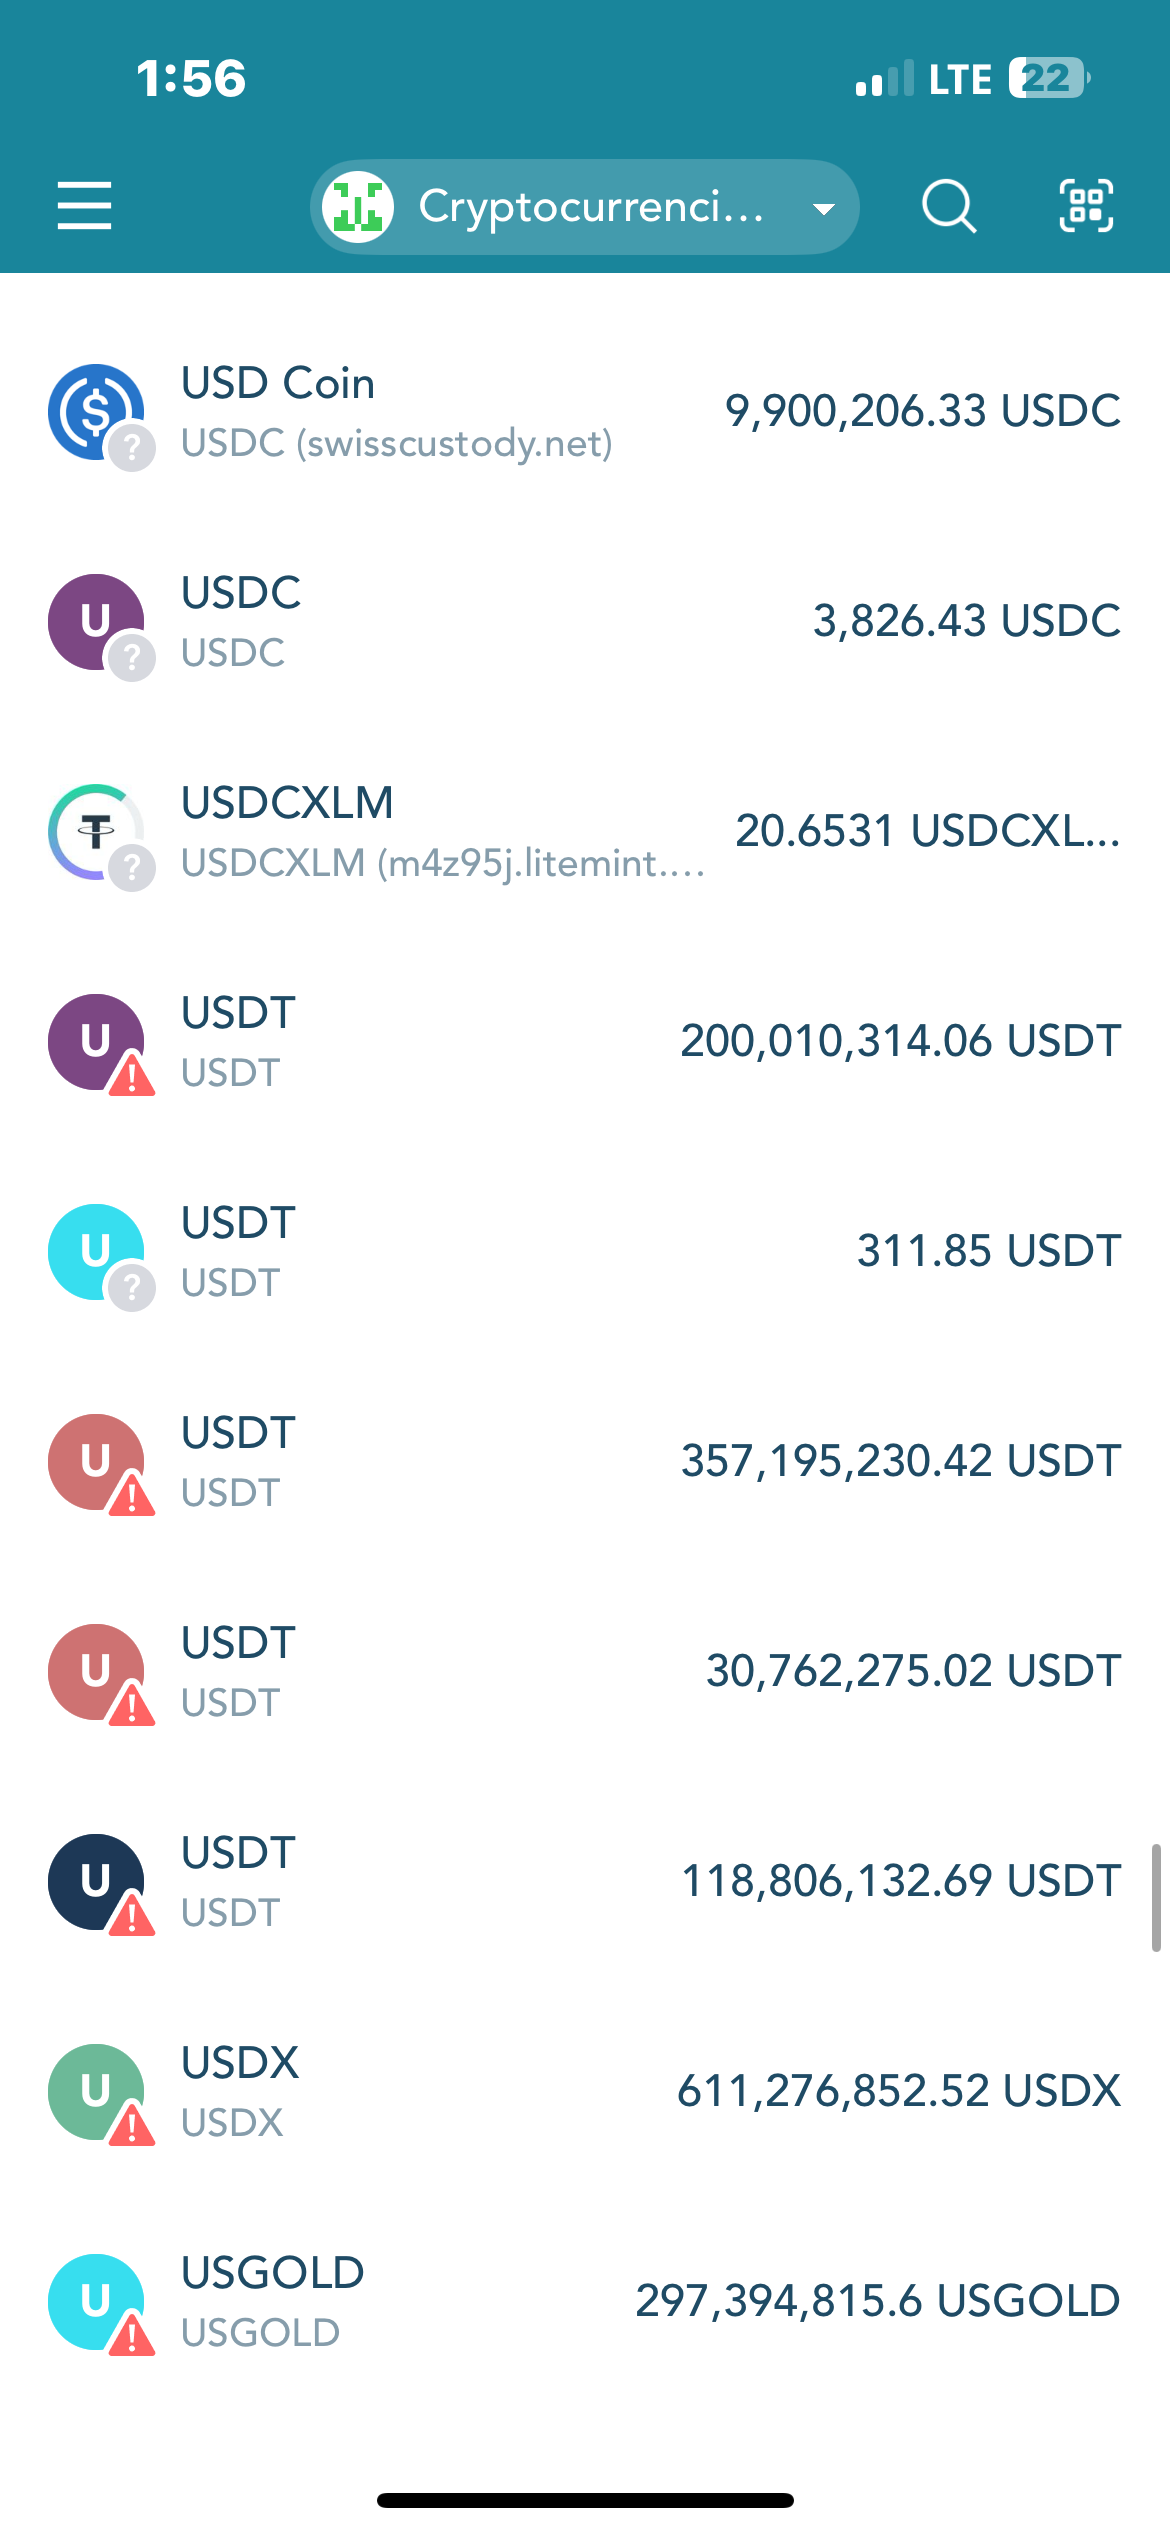 1:56
LTE 22
Cryptocurrenci...
USD Coin
9,900,206.33 USDC
USDC (swisscustody.net)
?
U
USDC
3,826.43 USDC
USDC
?
USDCXLM
20.6531 USDCXL...
USDCXLM (m4z95j.litemint....
?
U
USDT
200,010,314.06 USDT
USDT
!
U
USDT
311.85 USDT
USDT
?
U
USDT
357,195,230.42 USDT
USDT
!
U
USDT
30,762,275.02 USDT
USDT
!
U
USDT
118,806,132.69 USDT
USDT
!
U
USDX
611,276,852.52 USDX
USDX
!
U
USGOLD
297,394,815.6 USGOLD
USGOLD
!